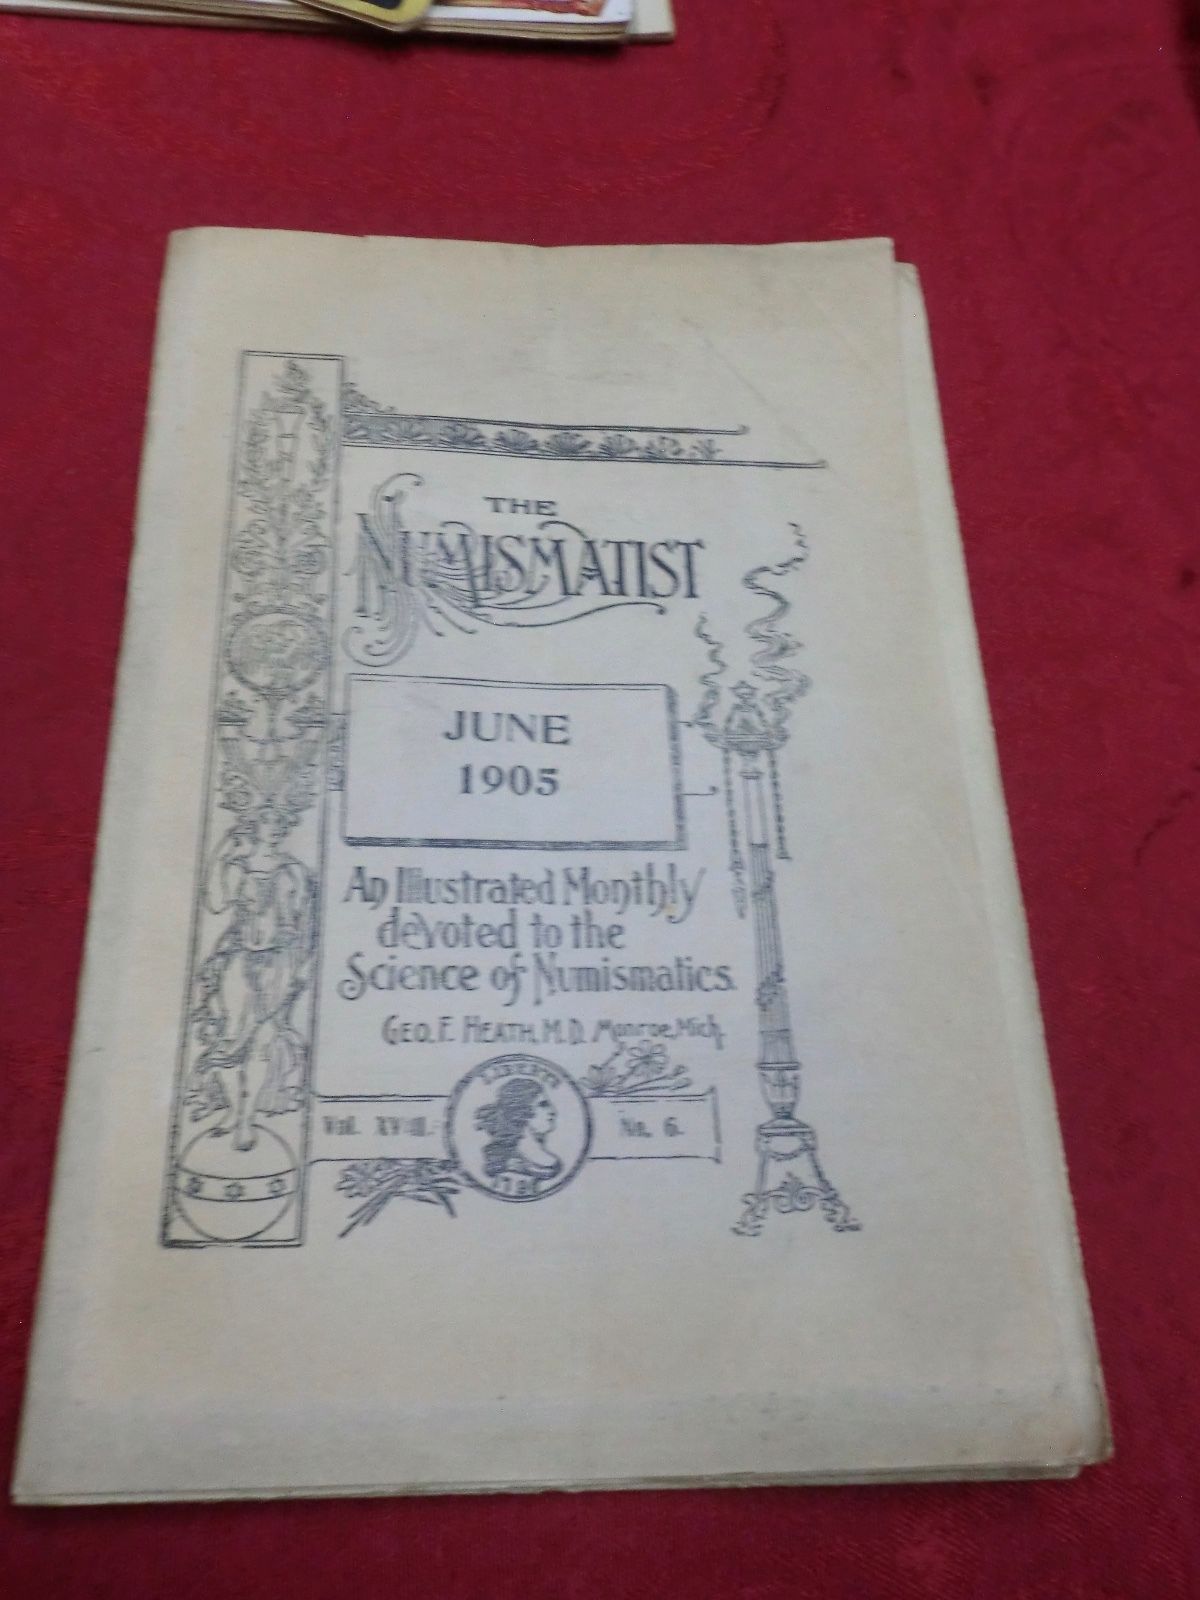 THE
NUMISMATIST
JUNE
1905
An Illustrated Monthly
devoted to the
Science of Numismatics.
GEO. F. HEATH, M.D. Monroe, Mich.
LIBERTY
Vol. XVIII. No. 6.